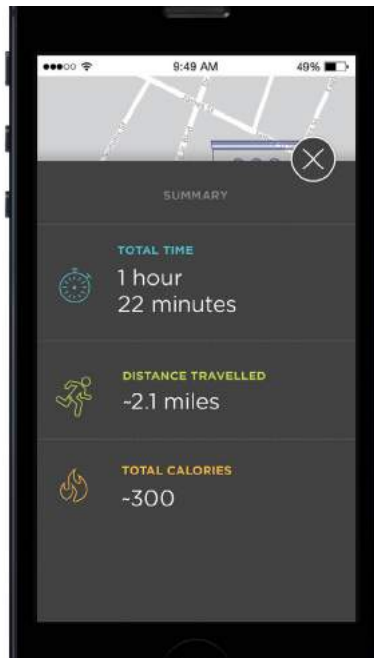 9:49 AM
49%
SUMMARY
TOTAL TIME
1 hour
22 minutes
DISTANCE TRAVELLED
~2.1 miles
TOTAL CALORIES
~300